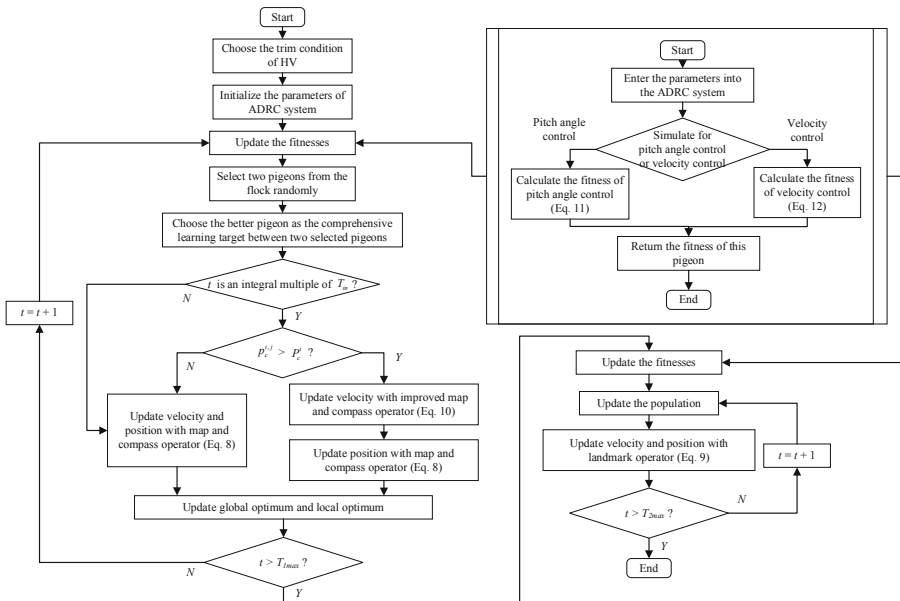 Start
Choose the trim condition
of HV
Initialize the parameters of
ADRC system
Update the fitnesses
Select two pigeons from the
flock randomly
Choose the better pigeon as the comprehensive
learning target between two selected pigeons
t is an integral multiple of T_in ?
N
Y
t = t + 1
p_c^{i,j} > P_c^i ?
N
Y
Update velocity and
position with map and
compass operator (Eq. 8)
Update velocity with improved map
and compass operator (Eq. 10)
Update position with map and
compass operator (Eq. 8)
Update global optimum and local optimum
t > T_1max ?
N
Y
Start
Enter the parameters into
the ADRC system
Pitch angle
control
Velocity
control
Simulate for
pitch angle control
or velocity control
Calculate the fitness of
pitch angle control
(Eq. 11)
Calculate the fitness
of velocity control
(Eq. 12)
Return the fitness of this
pigeon
End
Update the fitnesses
Update the population
Update velocity and position with
landmark operator (Eq. 9)
t = t + 1
t > T_2max ?
N
Y
End